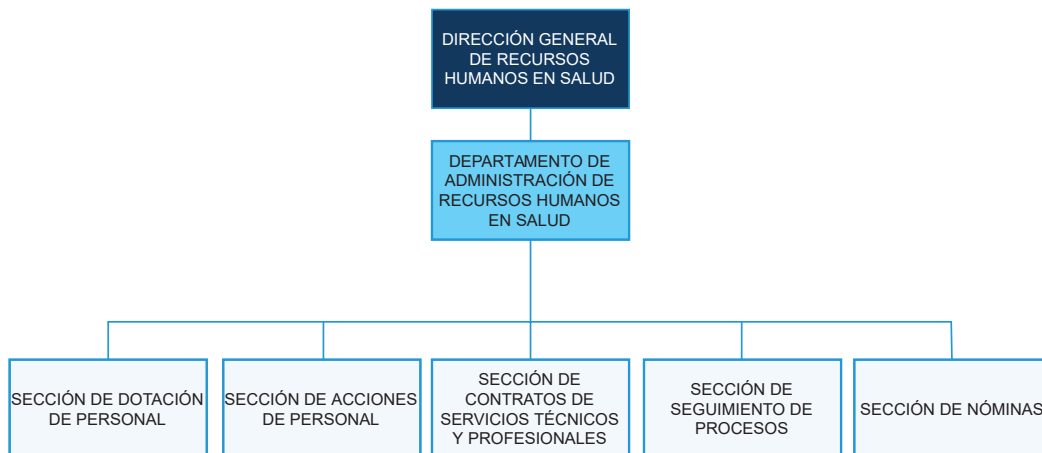 DIRECCIÓN GENERAL
DE RECURSOS
HUMANOS EN SALUD
DEPARTAMENTO DE
ADMINISTRACIÓN DE
RECURSOS HUMANOS
EN SALUD
SECCIÓN DE DOTACIÓN
DE PERSONAL
SECCIÓN DE ACCIONES
DE PERSONAL
SECCIÓN DE
CONTRATOS DE
SERVICIOS TÉCNICOS
Y PROFESIONALES
SECCIÓN DE
SEGUIMIENTO DE
PROCESOS
SECCIÓN DE NÓMINAS